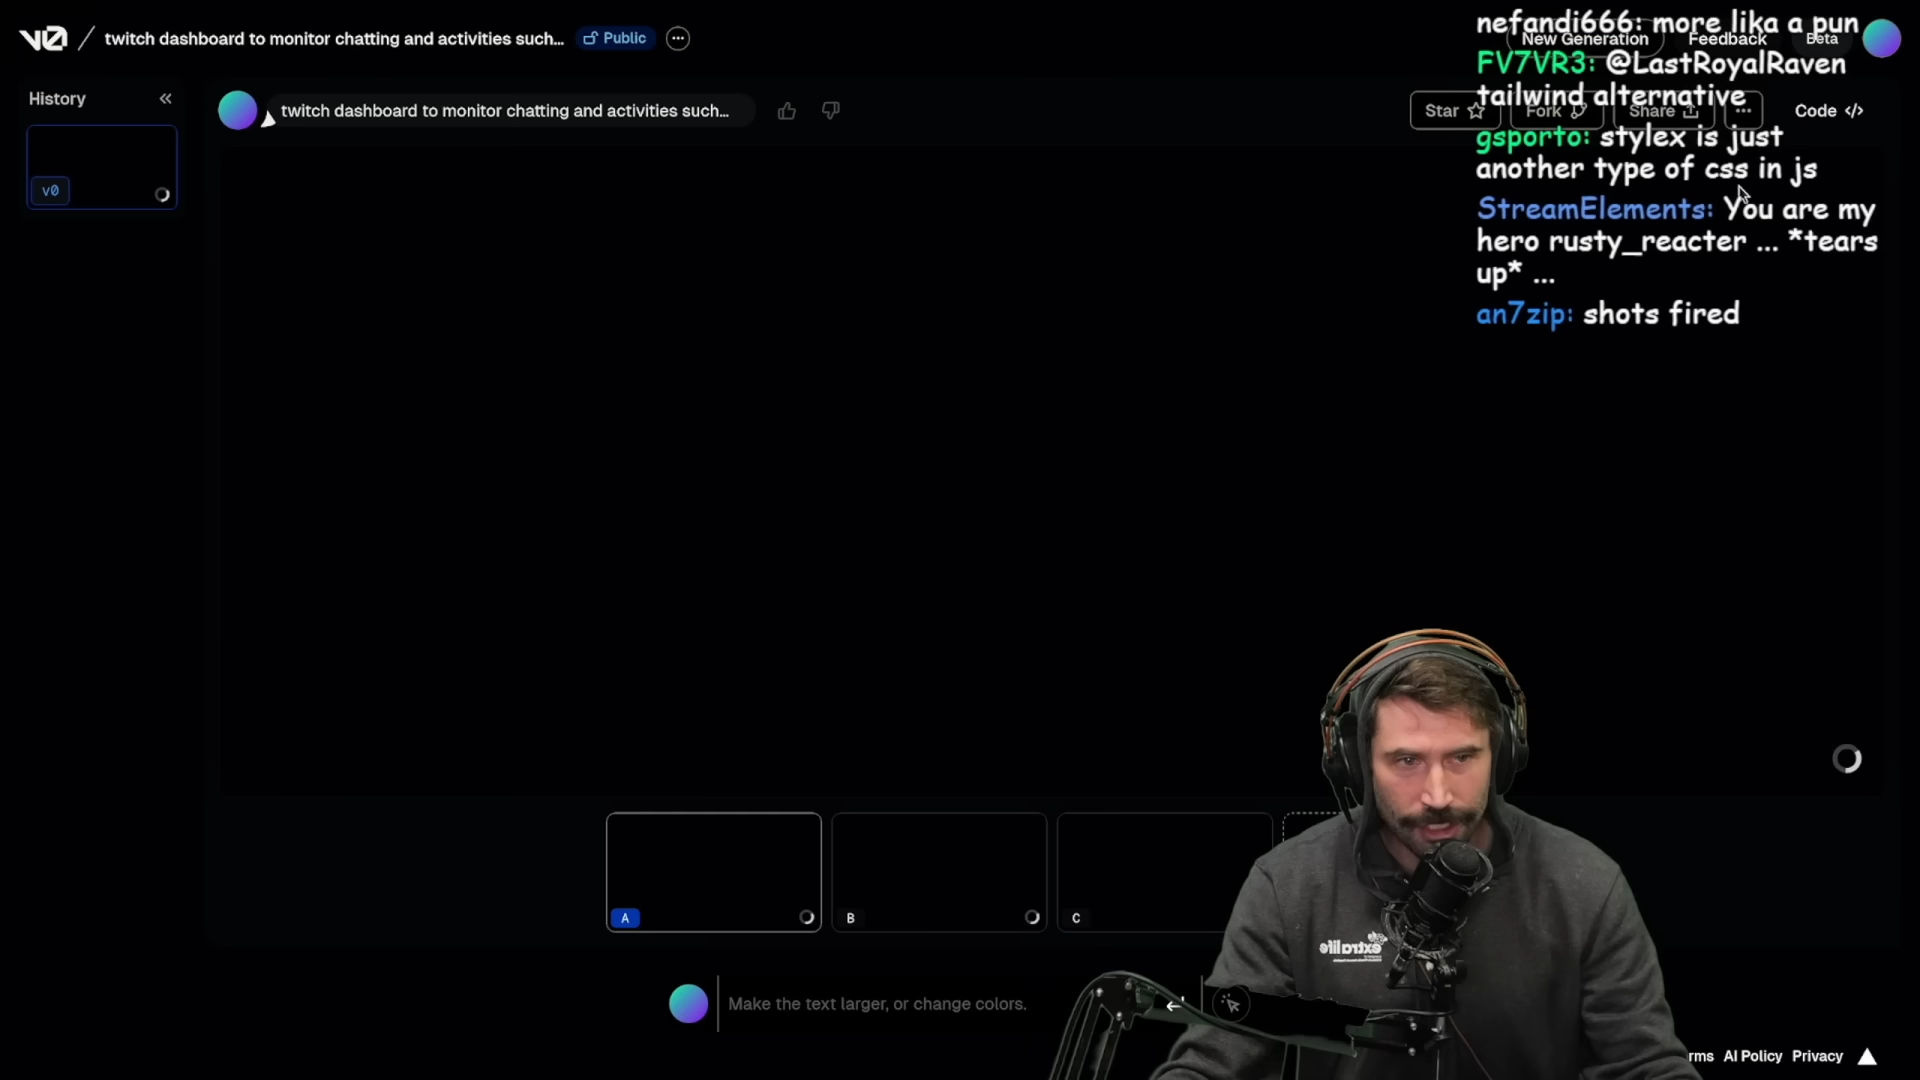 v0 / twitch dashboard to monitor chatting and activities such... Public
New Generation Feedback Beta
nefandi666: more lika a pun
FV7VR3: @LastRoyalRaven
tailwind alternative
gsporto: stylex is just
another type of css in js
StreamElements: You are my
hero rusty_reacter ... *tears
up* ...
an7zip: shots fired
History
v0
twitch dashboard to monitor chatting and activities such...
Star Fork Share Code </>
A
B
C
Make the text larger, or change colors.
extralife
rms AI Policy Privacy